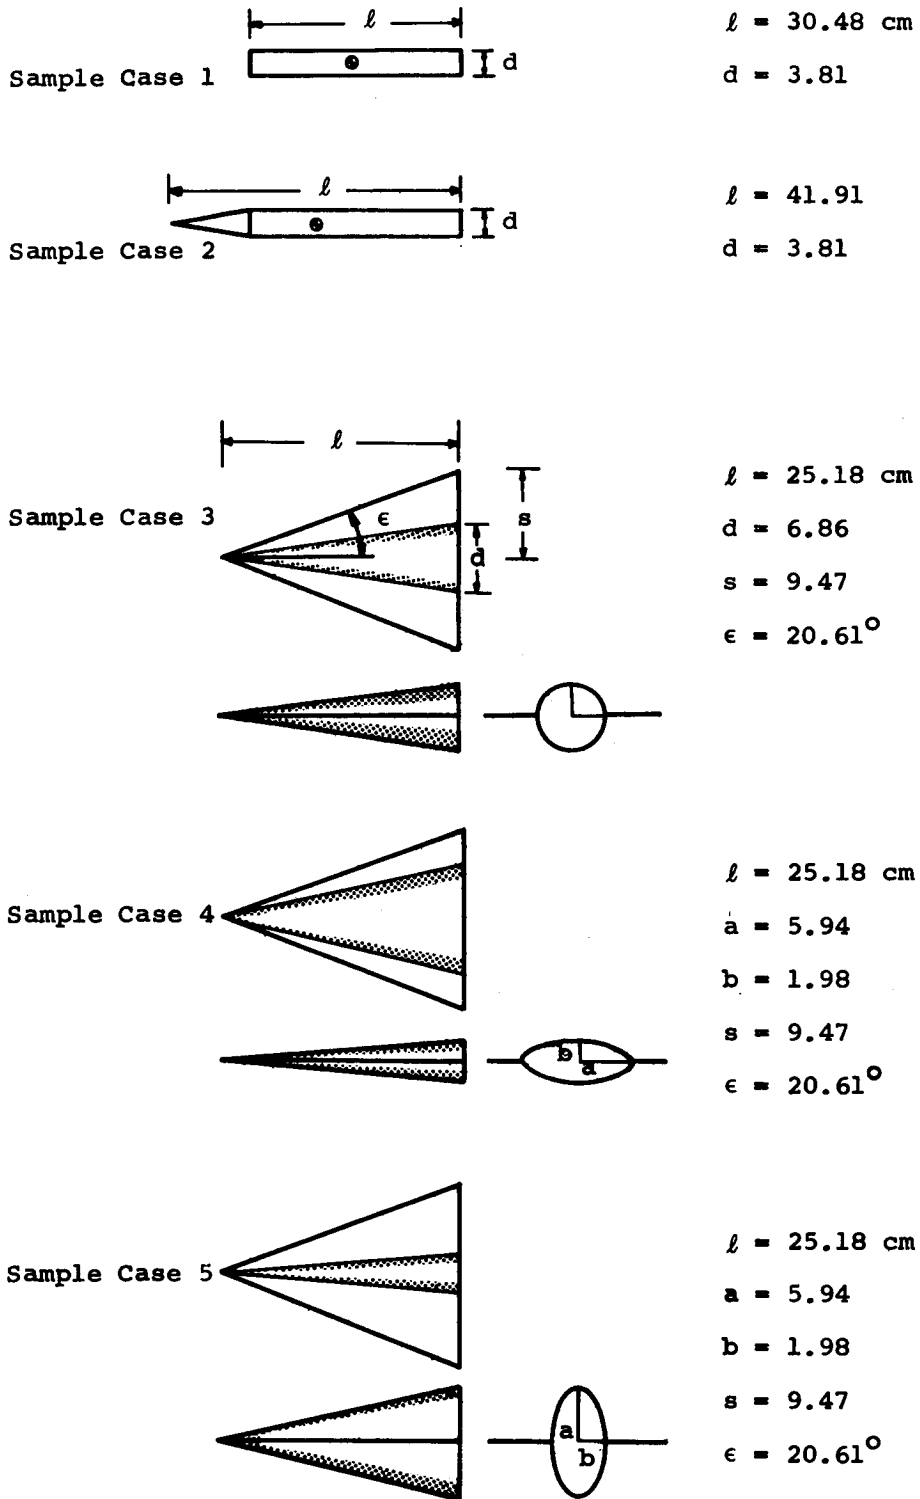 ℓ
ℓ = 30.48 cm
d
Sample Case 1
d = 3.81
ℓ
ℓ = 41.91
d
Sample Case 2
d = 3.81
ℓ
ℓ = 25.18 cm
Sample Case 3
ϵ
s
d = 6.86
d
s = 9.47
ϵ = 20.61°
ℓ = 25.18 cm
Sample Case 4
a = 5.94
b = 1.98
s = 9.47
b
a
ϵ = 20.61°
ℓ = 25.18 cm
Sample Case 5
a = 5.94
b = 1.98
s = 9.47
a
b
ϵ = 20.61°